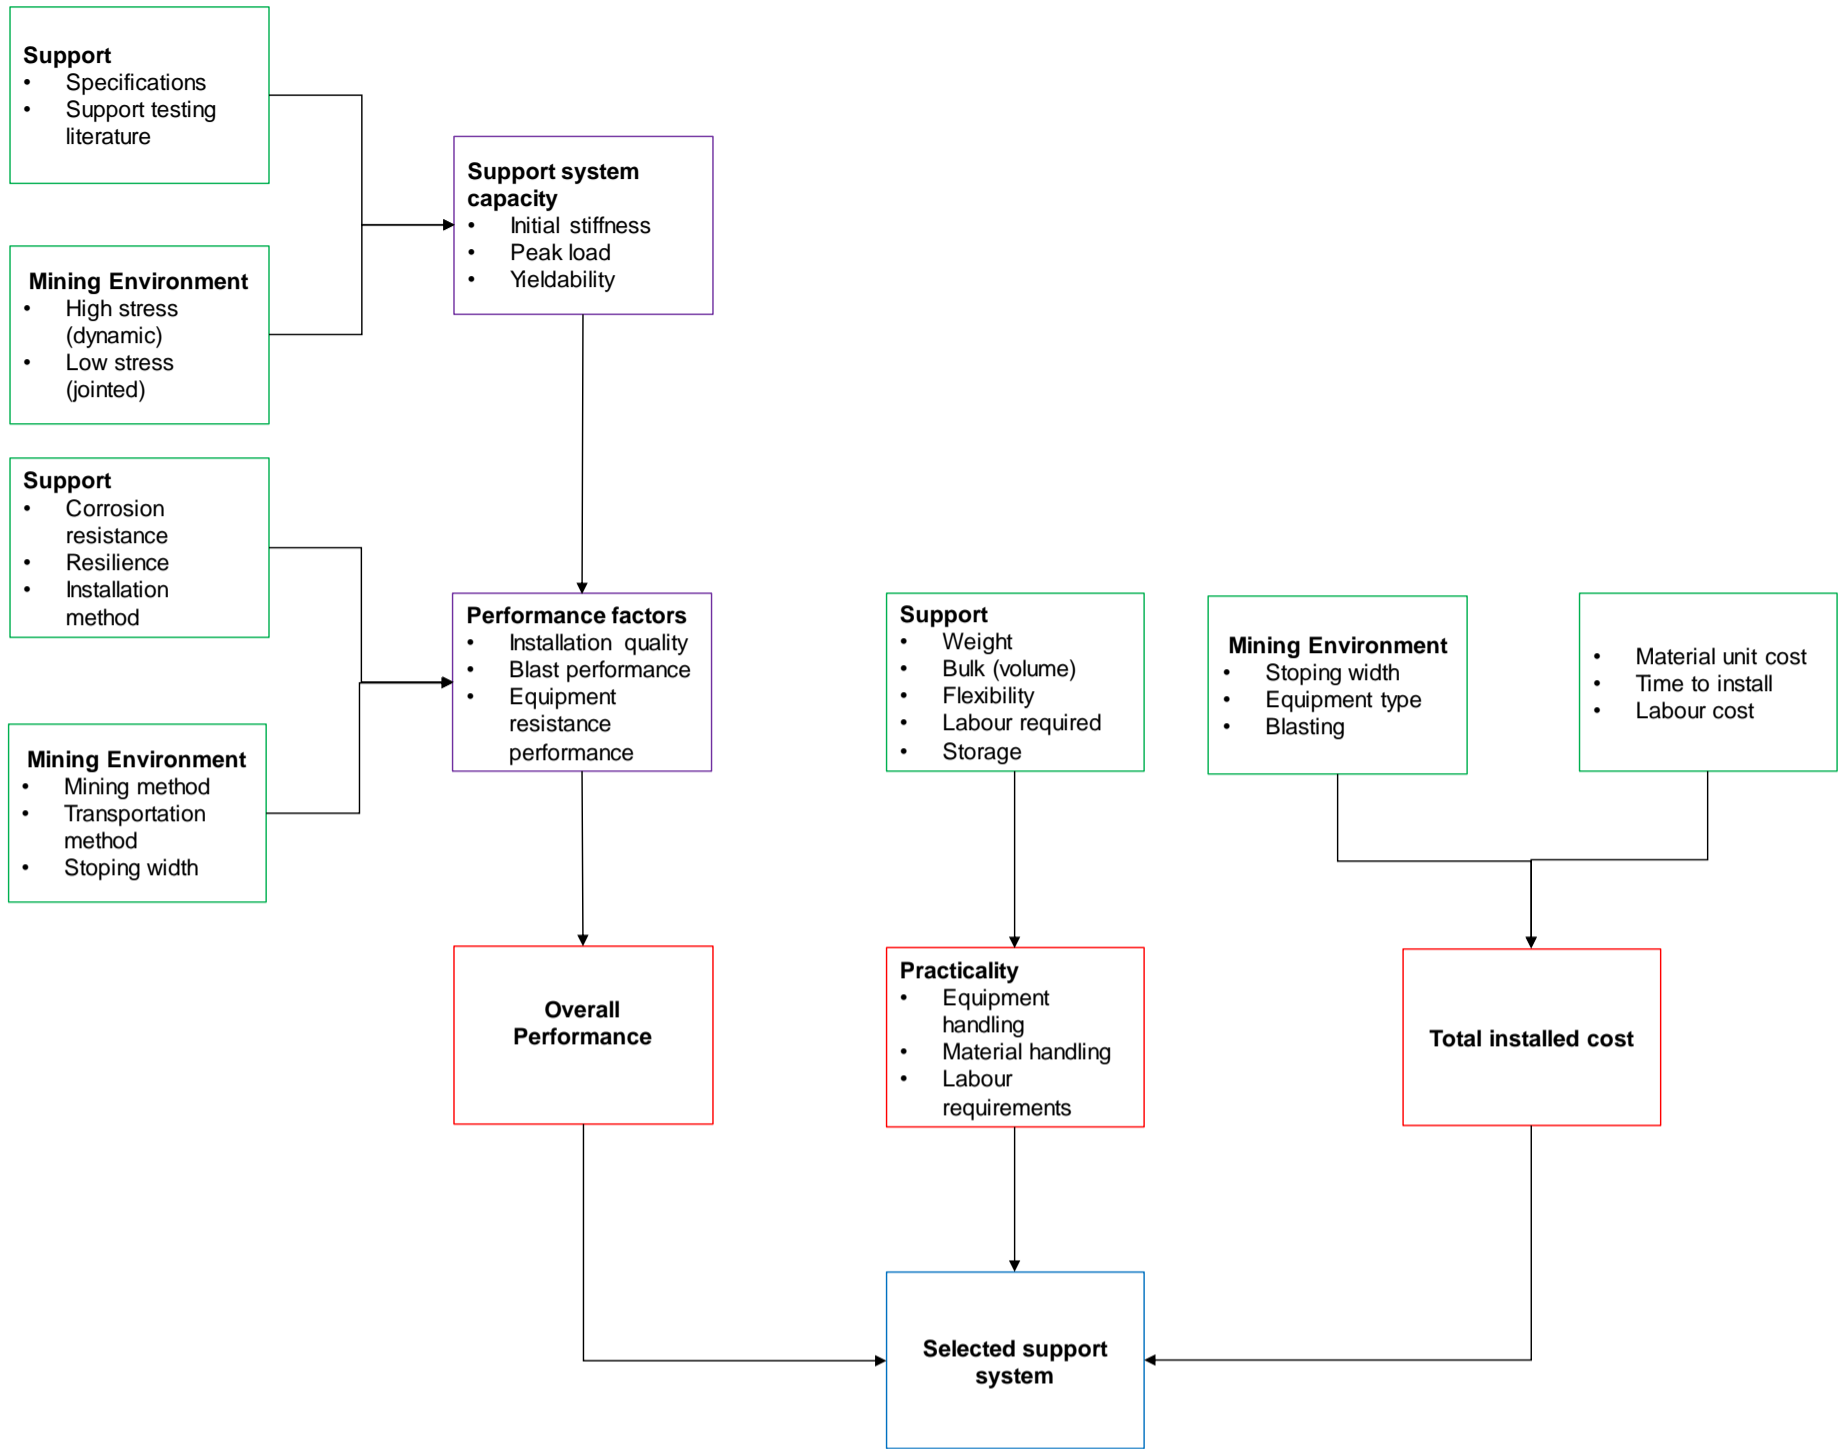 Support
• Specifications
• Support testing
literature
Support system
capacity
• Initial stiffness
• Peak load
• Yieldability
Mining Environment
• High stress
(dynamic)
• Low stress
(jointed)
Support
• Corrosion
resistance
• Resilience
• Installation
method
Performance factors
• Installation quality
• Blast performance
• Equipment
resistance
performance
Support
• Weight
• Bulk (volume)
• Flexibility
• Labour required
• Storage
Mining Environment
• Stoping width
• Equipment type
• Blasting
• Material unit cost
• Time to install
• Labour cost
Mining Environment
• Mining method
• Transportation
method
• Stoping width
Overall
Performance
Practicality
• Equipment
handling
• Material handling
• Labour
requirements
Total installed cost
Selected support
system